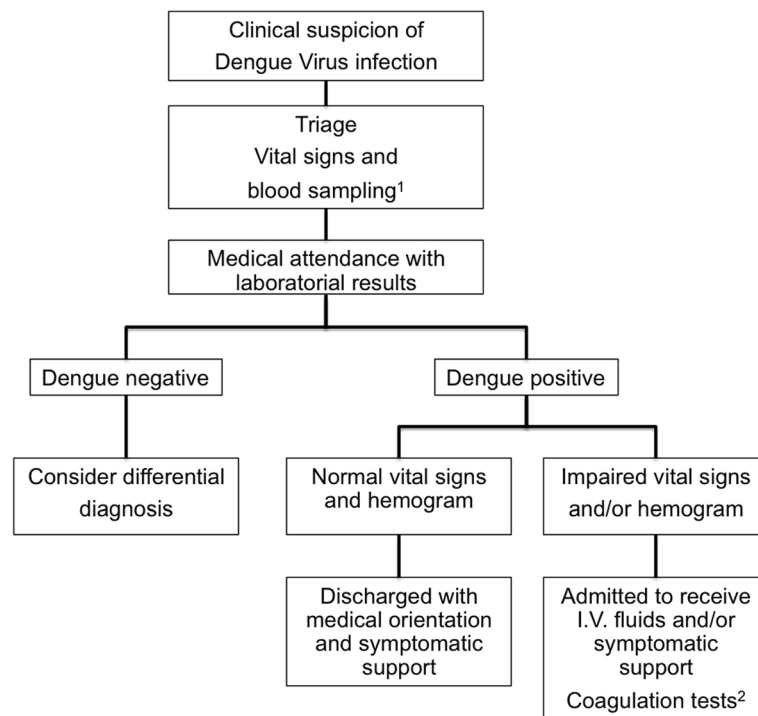 Clinical suspicion of
Dengue Virus infection
Triage
Vital signs and
blood sampling¹
Medical attendance with
laboratorial results
Dengue negative
Dengue positive
Consider differential
diagnosis
Normal vital signs
and hemogram
Impaired vital signs
and/or hemogram
Discharged with
medical orientation
and symptomatic
support
Admitted to receive
I.V. fluids and/or
symptomatic
support
Coagulation tests²